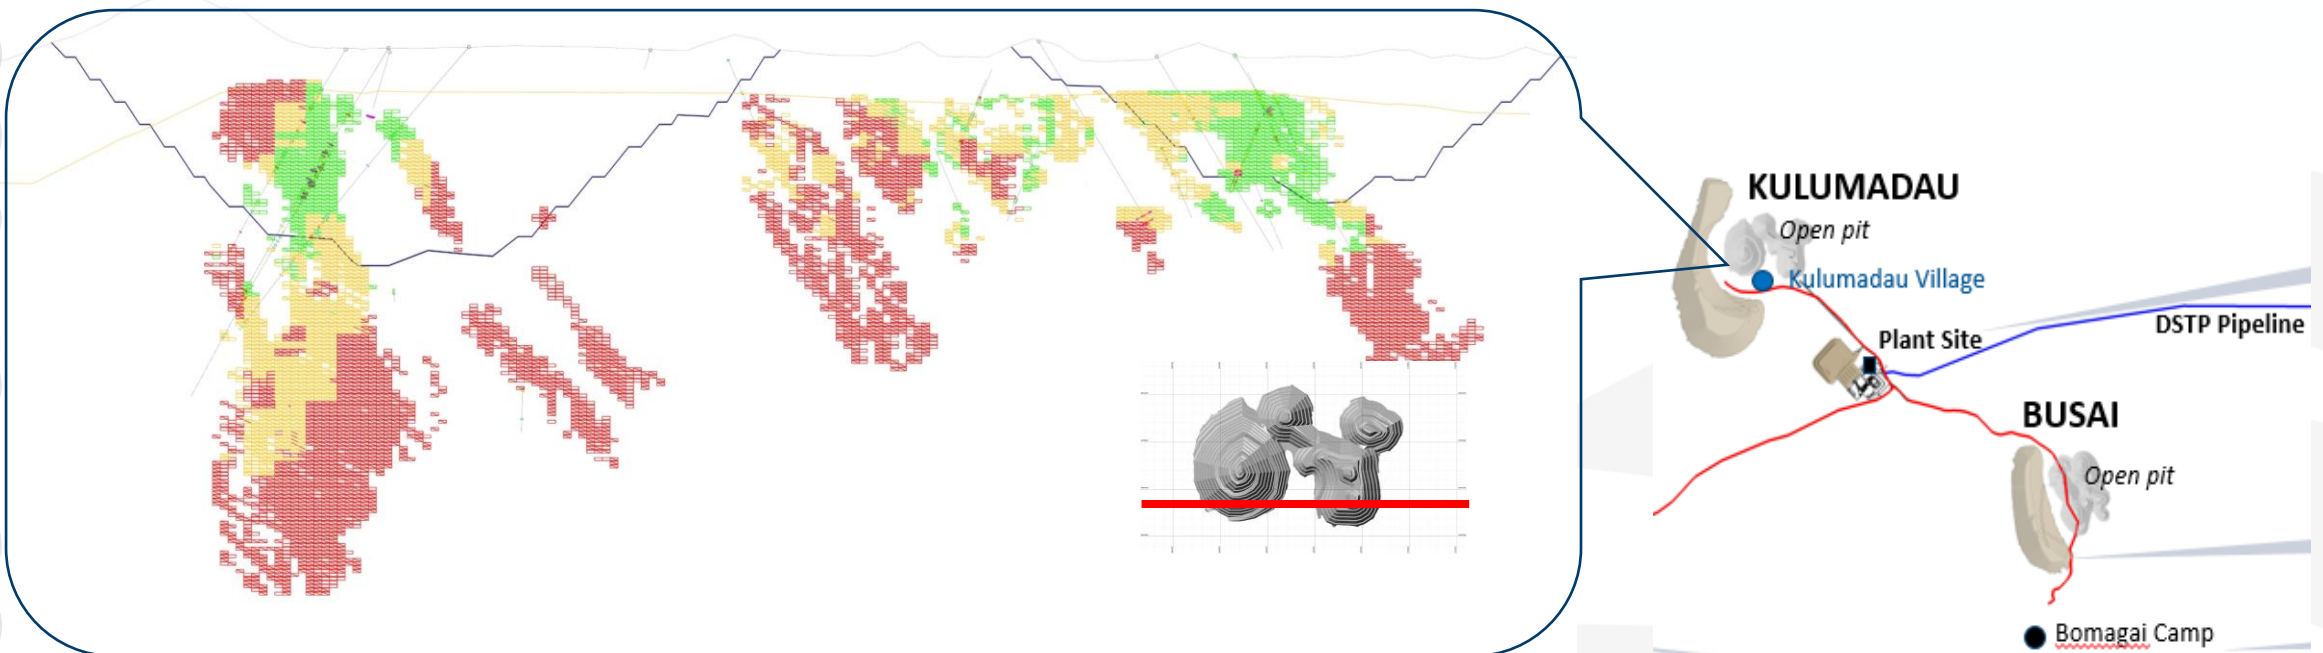 KULUMADAU
Open pit
Kulumadau Village
Plant Site
DSTP Pipeline
BUSAI
Open pit
Bomagai Camp